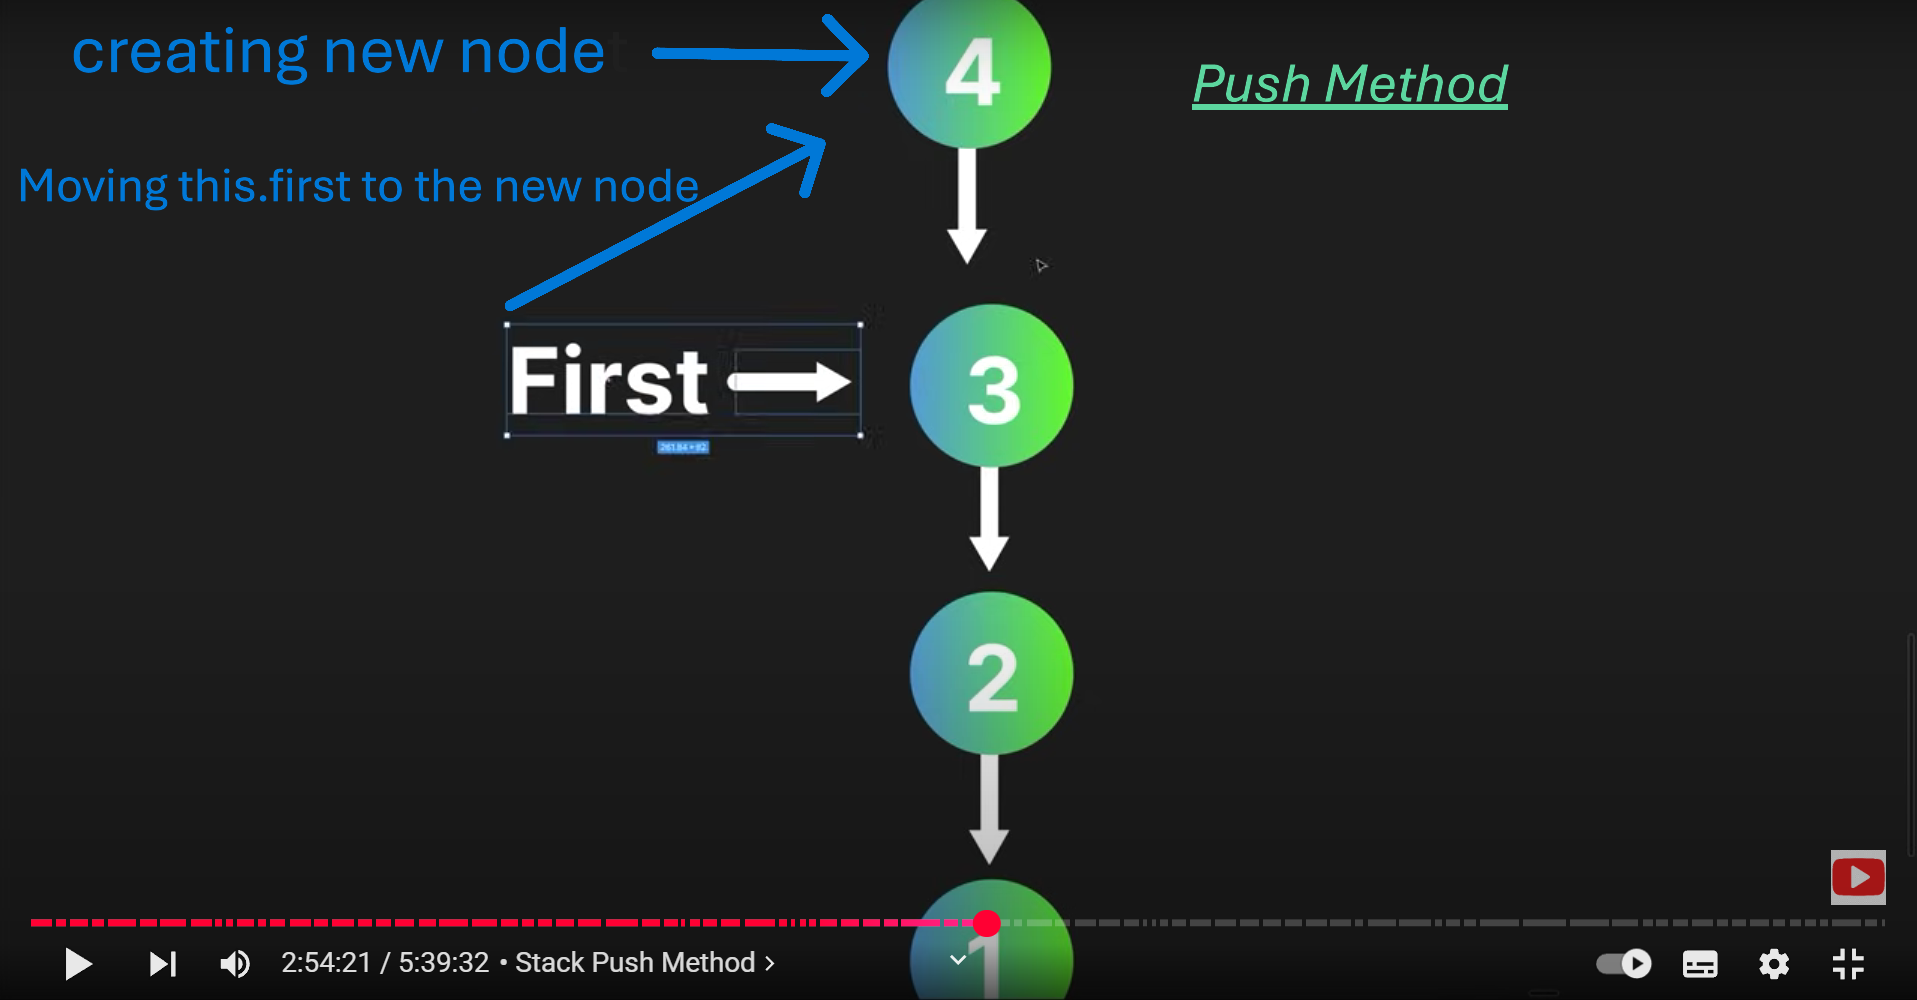 creating new node
4
Push Method
Moving this.first to the new node
First
3
2
1
2:54:21 / 5:39:32 • Stack Push Method >